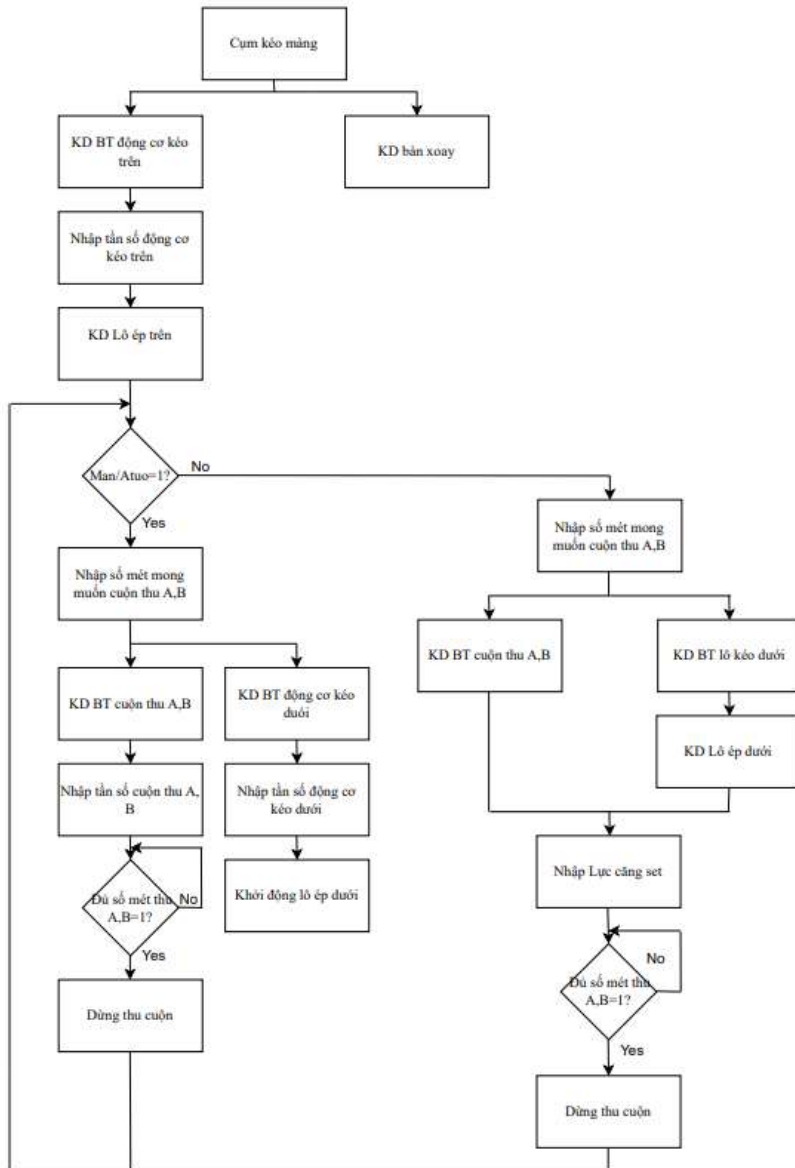 Cụm kéo màng
KD BT động cơ kéo
trên
KD bàn xoay
Nhập tần số động cơ
kéo trên
KD Lô ép trên
Man/Atuo=1?
No
Yes
Nhập số mét mong
muốn cuộn thu A,B
Nhập số mét mong
muốn cuộn thu A,B
KD BT cuộn thu A,B
KD BT động cơ kéo
duói
KD BT cuộn thu A,B
KD BT lô kéo dưới
KD Lô ép dưới
Nhập tần số cuộn thu A,
B
Nhập tần số động cơ
kéo dưới
Đủ số mét thu
A,B=1?
No
Yes
Khởi động lô ép dưới
Nhập Lực căng set
Đủ số mét thu
A,B=1?
No
Yes
Dừng thu cuộn
Dừng thu cuộn